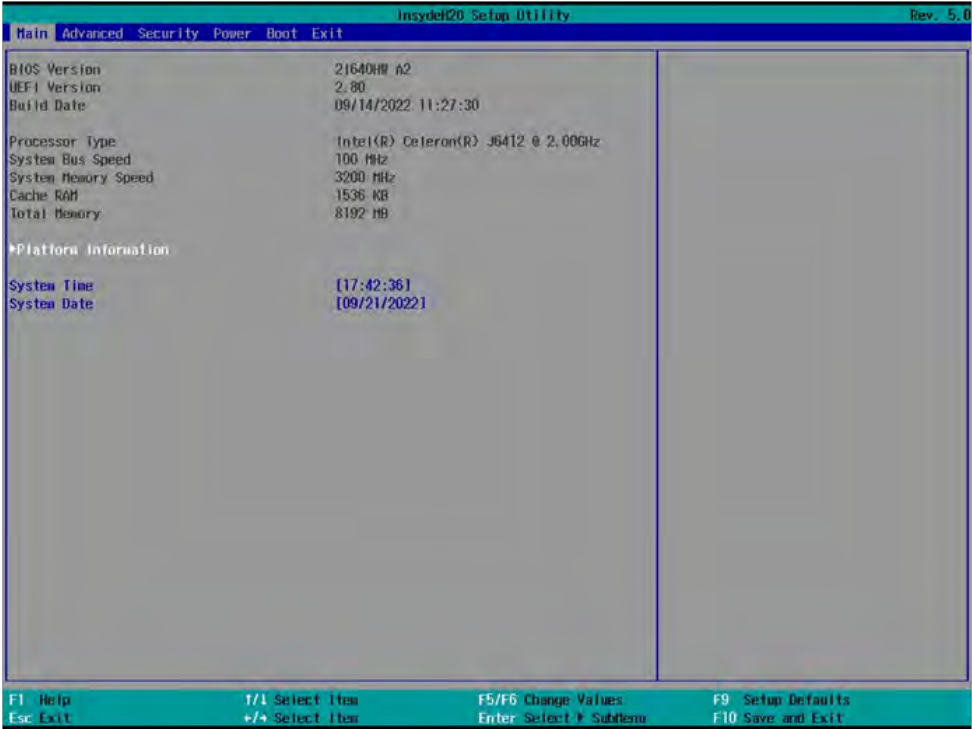 InsydeH20 Setup Utility Rev. 5.0
Main Advanced Security Power Boot Exit
BIOS Version 21640HW A2
UEFI Version 2.80
Build Date 09/14/2022 11:27:30
Processor Type Intel(R) Celeron(R) J6412 @ 2.00GHz
System Bus Speed 100 MHz
System Memory Speed 3200 MHz
Cache RAM 1536 KB
Total Memory 8192 MB
▶Platform Information
System Time [17:42:36]
System Date [09/21/2022]
F1 Help ↑/↓ Select Item F5/F6 Change Values F9 Setup Defaults
Esc Exit ←/→ Select Item Enter Select ▶ SubMenu F10 Save and Exit